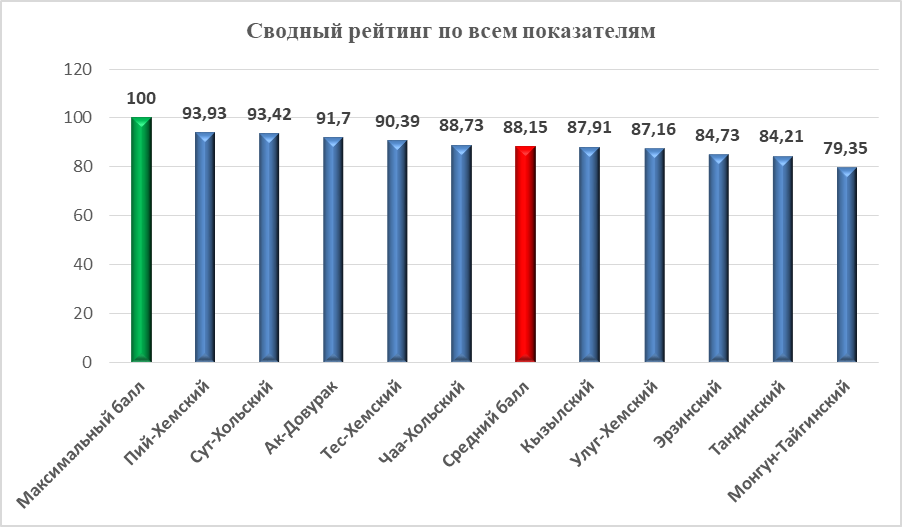 Сводный рейтинг по всем показателям
120
100
80
60
40
20
0
100
93,93
93,42
91,7
90,39
88,73
88,15
87,91
87,16
84,73
84,21
79,35
Максимальный балл
Пий-Хемский
Сут-Хольский
Ак-Довурак
Тес-Хемский
Чаа-Хольский
Средний балл
Кызылский
Улуг-Хемский
Эрзинский
Тандинский
Монгун-Тайгинский